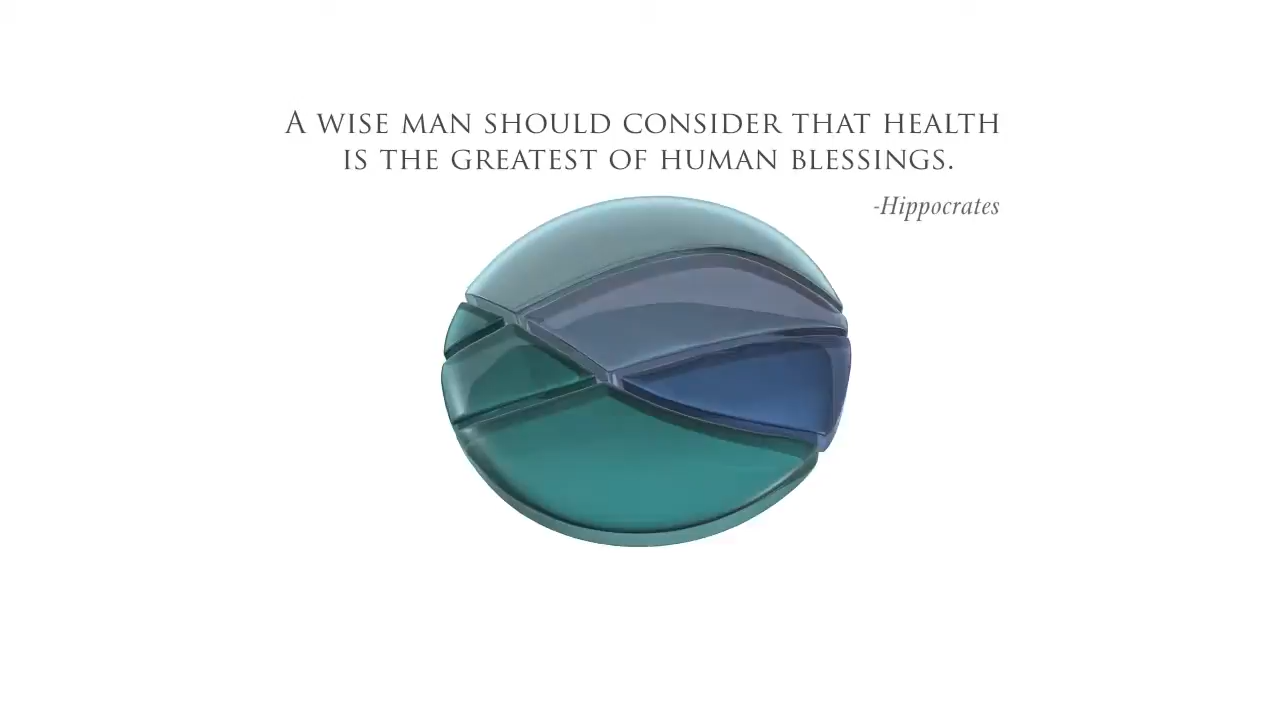 A WISE MAN SHOULD CONSIDER THAT HEALTH
IS THE GREATEST OF HUMAN BLESSINGS.
-Hippocrates